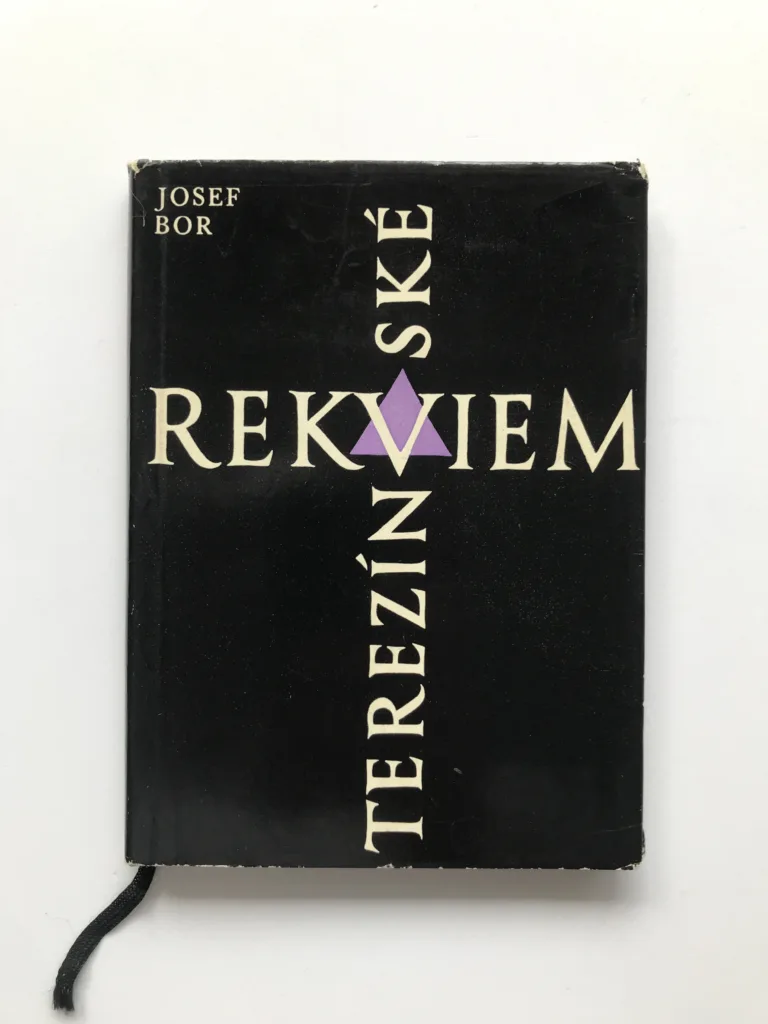 JOSEF
BOR
TEREZÍNSKÉ
REKVIEM